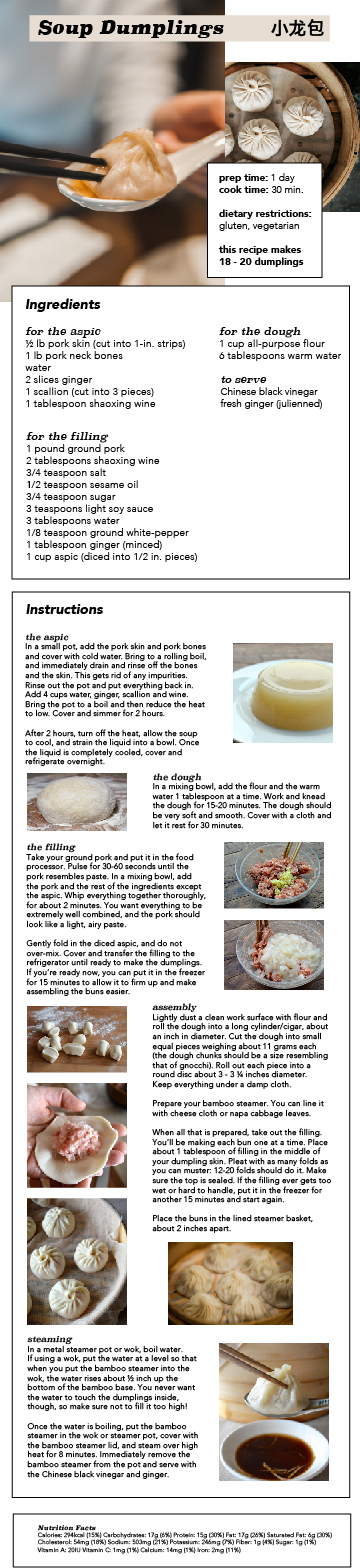 Soup Dumplings 小龙包
prep time: 1 day
cook time: 30 min.
dietary restrictions:
gluten, vegetarian
this recipe makes
18 - 20 dumplings
Ingredients
for the aspic
½ lb pork skin (cut into 1-in. strips)
1 lb pork neck bones
water
2 slices ginger
1 scallion (cut into 3 pieces)
1 tablespoon shaoxing wine
for the dough
1 cup all-purpose flour
6 tablespoons warm water
to serve
Chinese black vinegar
fresh ginger (julienned)
for the filling
1 pound ground pork
2 tablespoons shaoxing wine
3/4 teaspoon salt
1/2 teaspoon sesame oil
3/4 teaspoon sugar
3 teaspoons light soy sauce
3 tablespoons water
1/8 teaspoon ground white-pepper
1 tablespoon ginger (minced)
1 cup aspic (diced into 1/2 in. pieces)
Instructions
the aspic
In a small pot, add the pork skin and pork bones
and cover with cold water. Bring to a rolling boil,
and immediately drain and rinse off the bones
and the skin. This gets rid of any impurities.
Rinse out the pot and put everything back in.
Add 4 cups water, ginger, scallion and wine.
Bring the pot to a boil and then reduce the heat
to low. Cover and simmer for 2 hours.
After 2 hours, turn off the heat, allow the soup
to cool, and strain the liquid into a bowl. Once
the liquid is completely cooled, cover and
refrigerate overnight.
the dough
In a mixing bowl, add the flour and the warm
water 1 tablespoon at a time. Work and knead
the dough for 15-20 minutes. The dough should
be very soft and smooth. Cover with a cloth and
let it rest for 30 minutes.
the filling
Take your ground pork and put it in the food
processor. Pulse for 30-60 seconds until the
pork resembles paste. In a mixing bowl, add
the pork and the rest of the ingredients except
the aspic. Whip everything together thoroughly,
for about 2 minutes. You want everything to be
extremely well combined, and the pork should
look like a light, airy paste.
Gently fold in the diced aspic, and do not
over-mix. Cover and transfer the filling to the
refrigerator until ready to make the dumplings.
If you're ready now, you can put it in the freezer
for 15 minutes to allow it to firm up and make
assembling the buns easier.
assembly
Lightly dust a clean work surface with flour and
roll the dough into a long cylinder/cigar, about
an inch in diameter. Cut the dough into small
equal pieces weighing about 11 grams each
(the dough chunks should be a size resembling
that of gnocchi). Roll out each piece into a
round disc about 3 - 3 ¼ inches diameter.
Keep everything under a damp cloth.
Prepare your bamboo steamer. You can line it
with cheese cloth or napa cabbage leaves.
When all that is prepared, take out the filling.
You'll be making each bun one at a time. Place
about 1 tablespoon of filling in the middle of
your dumpling skin. Pleat with as many folds as
you can muster: 12-20 folds should do it. Make
sure the top is sealed. If the filling ever gets too
wet or hard to handle, put it in the freezer for
another 15 minutes and start again.
Place the buns in the lined steamer basket,
about 2 inches apart.
steaming
In a metal steamer pot or wok, boil water.
If using a wok, put the water at a level so that
when you put the bamboo steamer into the
wok, the water rises about ½ inch up the
bottom of the bamboo base. You never want
the water to touch the dumplings inside,
though, so make sure not to fill it too high!
Once the water is boiling, put the bamboo
steamer in the wok or steamer pot, cover with
the bamboo steamer lid, and steam over high
heat for 8 minutes. Immediately remove the
bamboo steamer from the pot and serve with
the Chinese black vinegar and ginger.
Nutrition Facts
Calories: 294kcal (15%) Carbohydrates: 17g (6%) Protein: 15g (30%) Fat: 17g (26%) Saturated Fat: 6g (30%)
Cholesterol: 54mg (18%) Sodium: 503mg (21%) Potassium: 246mg (7%) Fiber: 1g (4%) Sugar: 1g (1%)
Vitamin A: 20IU Vitamin C: 1mg (1%) Calcium: 14mg (1%) Iron: 2mg (11%)